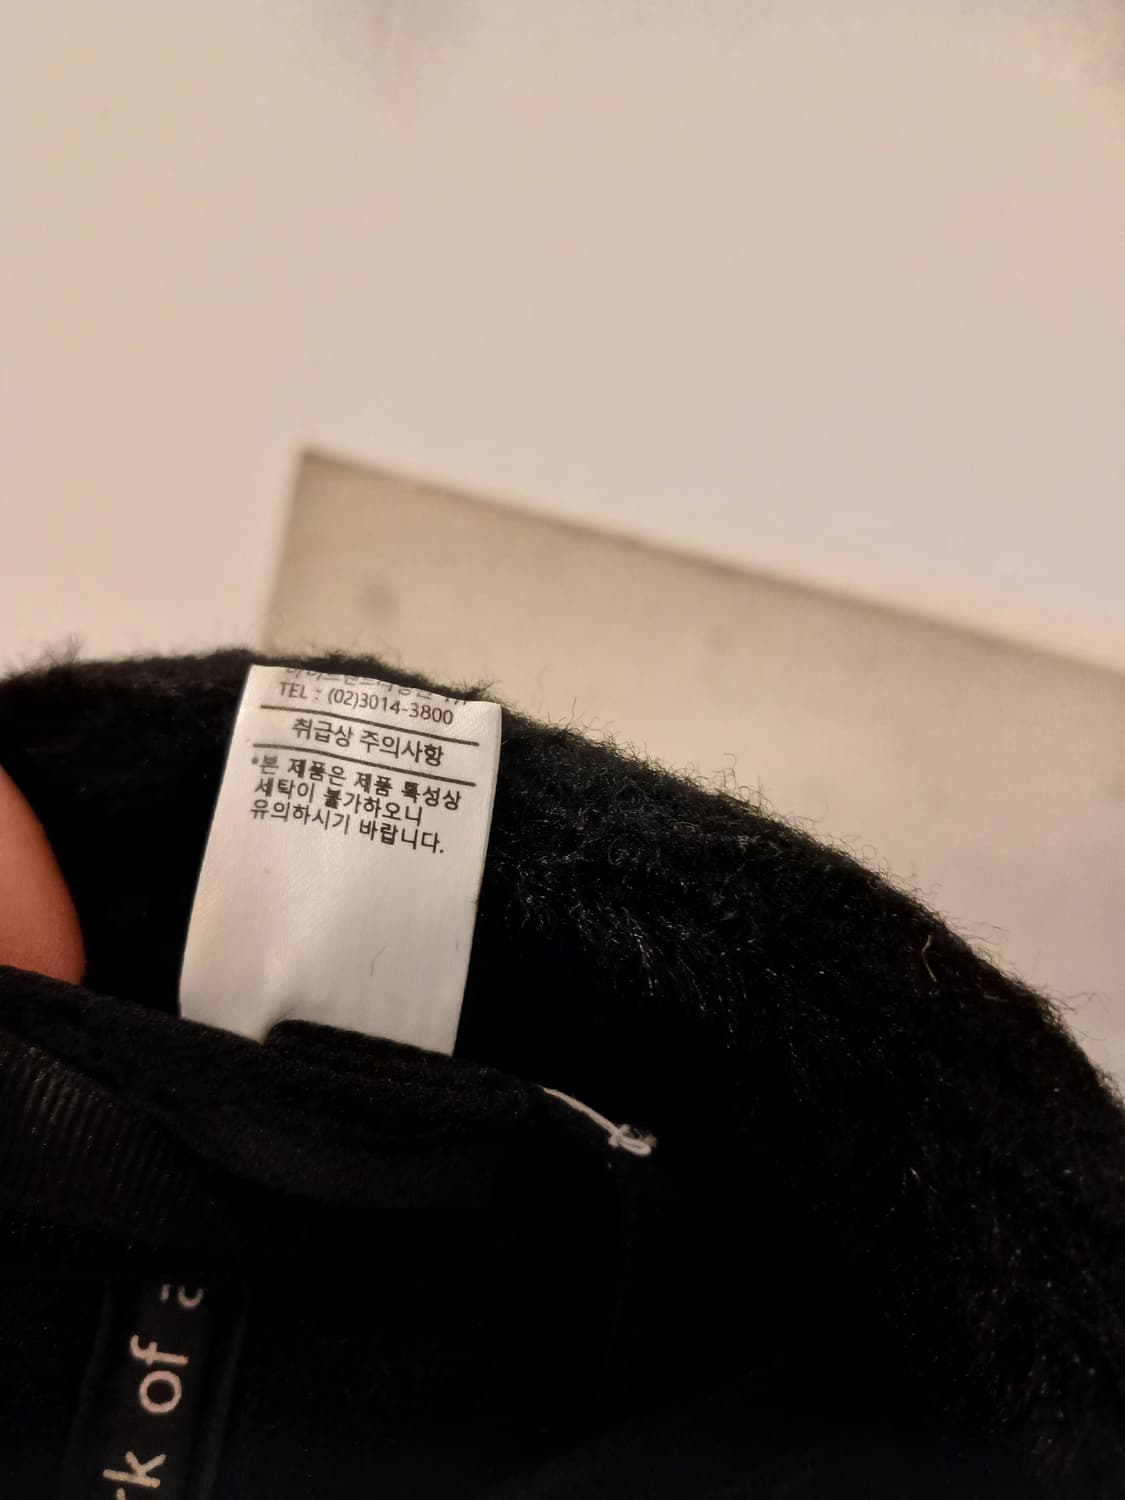 TEL : (02)3014-3800
취급상 주의사항
*본 제품은 제품 특성상
세탁이 불가하오니
유의하시기 바랍니다.
of